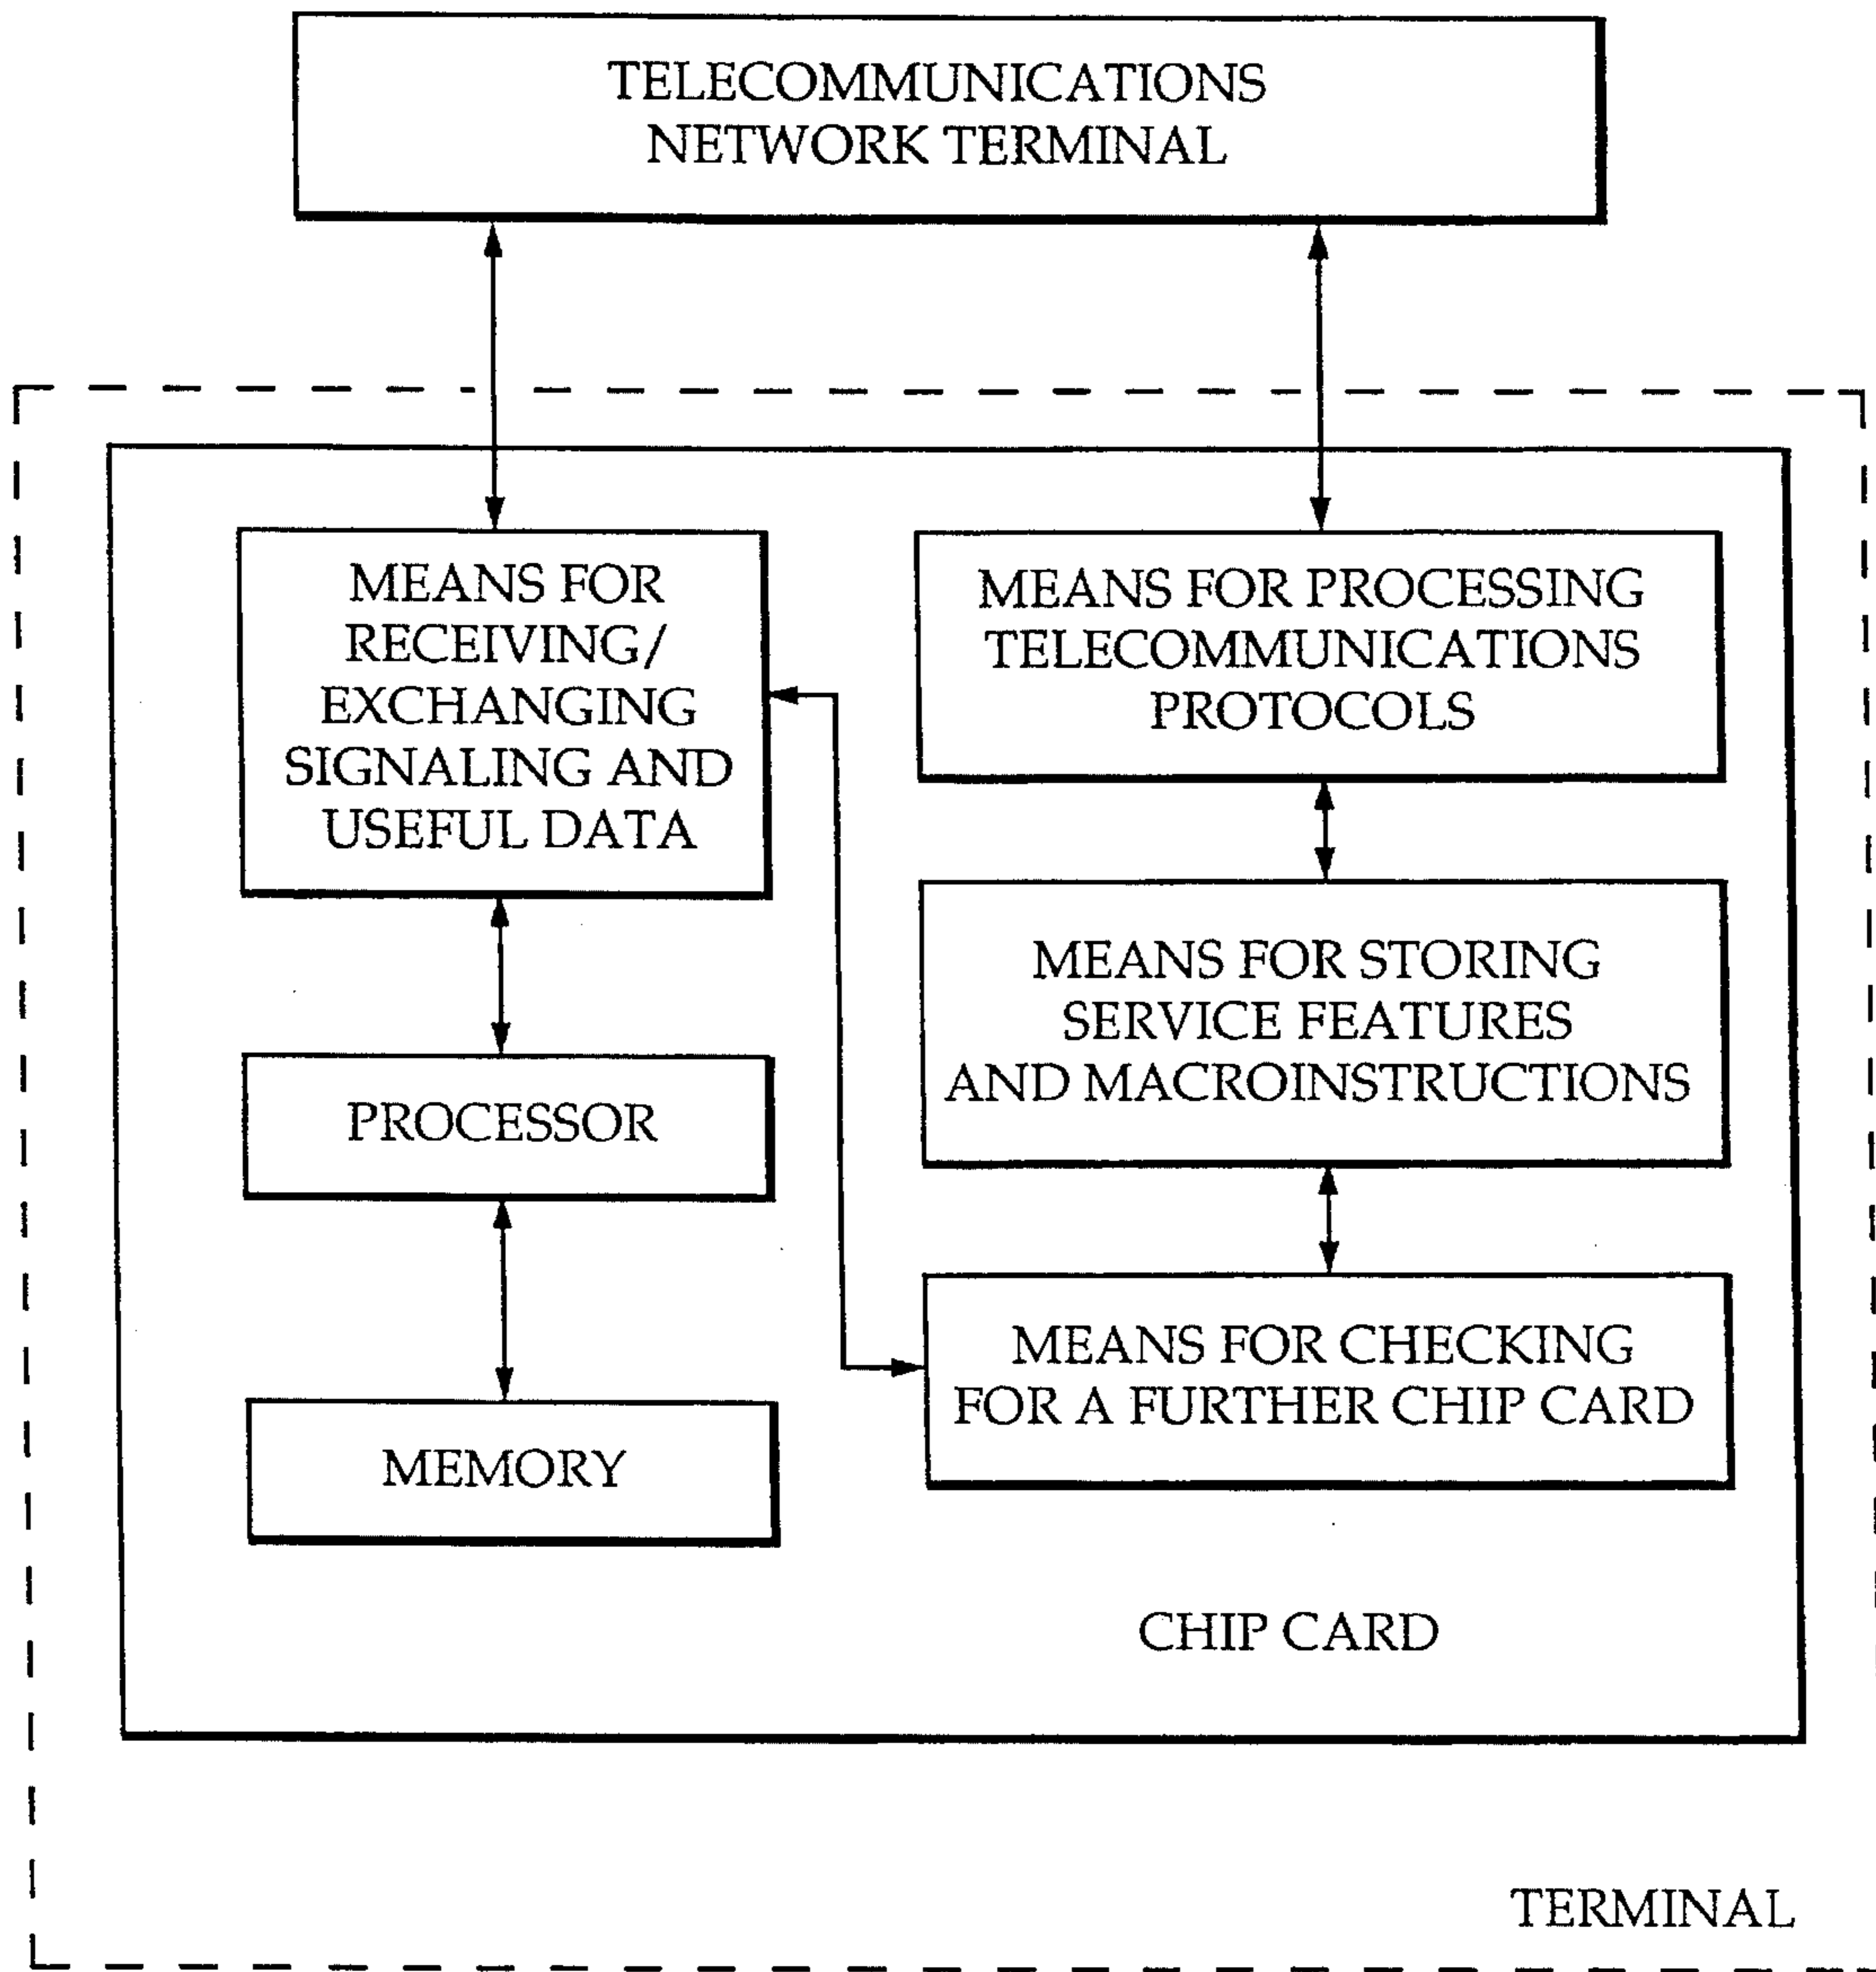 TELECOMMUNICATIONS
NETWORK TERMINAL
MEANS FOR
RECEIVING/
EXCHANGING
SIGNALING AND
USEFUL DATA
PROCESSOR
MEMORY
MEANS FOR PROCESSING
TELECOMMUNICATIONS
PROTOCOLS
MEANS FOR STORING
SERVICE FEATURES
AND MACROINSTRUCTIONS
MEANS FOR CHECKING
FOR A FURTHER CHIP CARD
CHIP CARD
TERMINAL